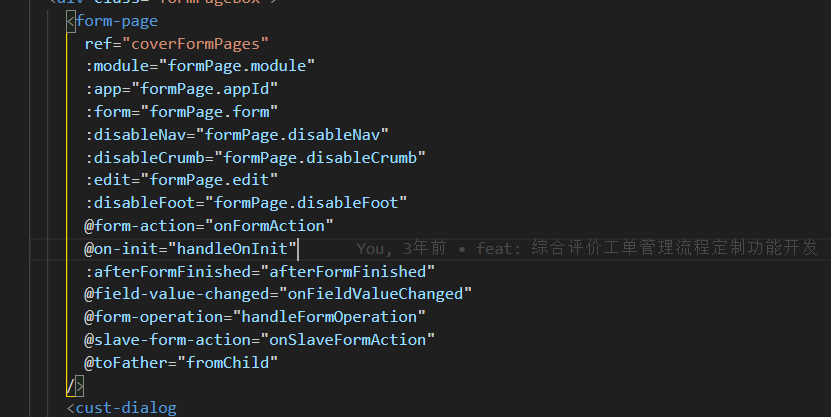 <div class="formPageBox">
<form-page
ref="coverFormPages"
:module="formPage.module"
:app="formPage.appId"
:form="formPage.form"
:disableNav="formPage.disableNav"
:disableCrumb="formPage.disableCrumb"
:edit="formPage.edit"
:disableFoot="formPage.disableFoot"
@form-action="onFormAction"
@on-init="handleOnInit" You, 3年前 • feat: 综合评价工单管理流程定制功能开发
:afterFormFinished="afterFormFinished"
@field-value-changed="onFieldValueChanged"
@form-operation="handleFormOperation"
@slave-form-action="onSlaveFormAction"
@toFather="fromChild"
/>
<cust-dialog